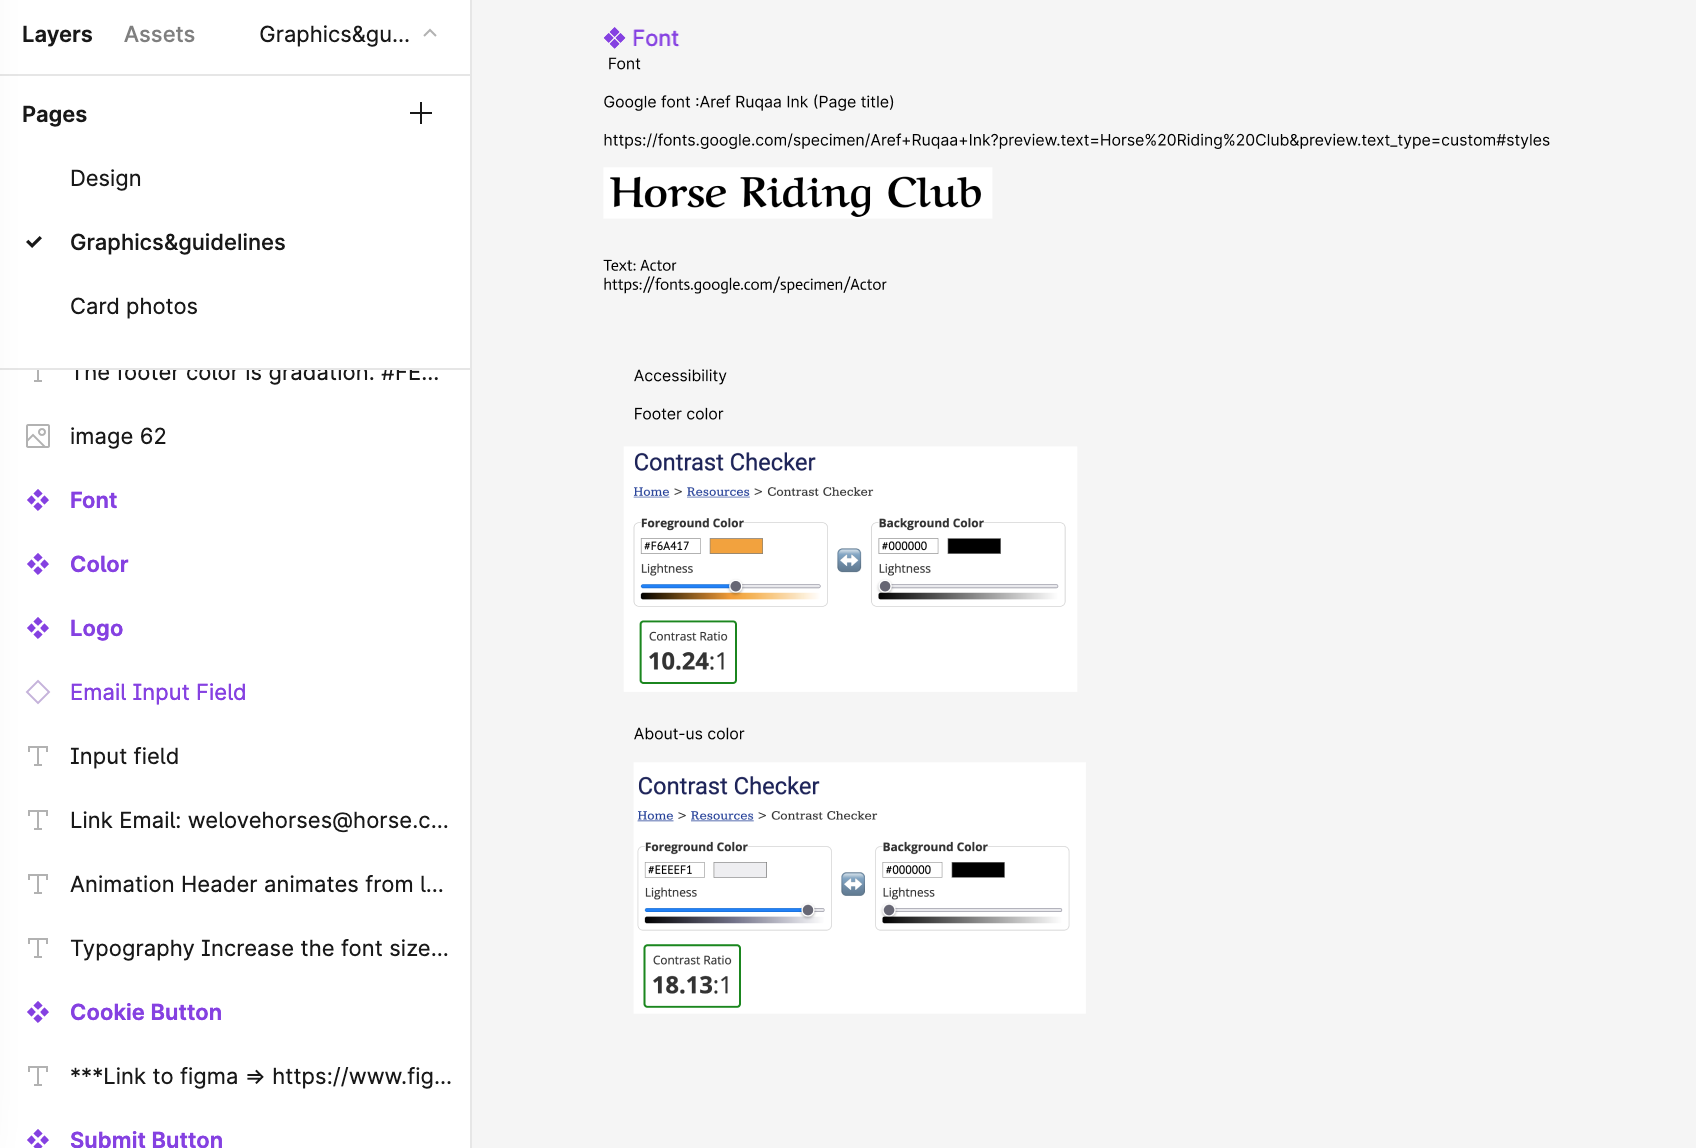 Layers Assets Graphics&gu...
Pages
Design
Graphics&guidelines
Card photos
The footer color is gradation. #FE...
image 62
Font
Color
Logo
Email Input Field
Input field
Link Email: welovehorses@horse.c...
Animation Header animates from l...
Typography Increase the font size...
Cookie Button
***Link to figma => https://www.fig...
Submit Button
Font
Font
Google font :Aref Ruqaa Ink (Page title)
https://fonts.google.com/specimen/Aref+Ruqaa+Ink?preview.text=Horse%20Riding%20Club&preview.text_type=custom#styles
Horse Riding Club
Text: Actor
https://fonts.google.com/specimen/Actor
Accessibility
Footer color
Contrast Checker
Home > Resources > Contrast Checker
Foreground Color
#F6A417
Lightness
Background Color
#000000
Lightness
Contrast Ratio
10.24:1
About-us color
Contrast Checker
Home > Resources > Contrast Checker
Foreground Color
#EEEEF1
Lightness
Background Color
#000000
Lightness
Contrast Ratio
18.13:1